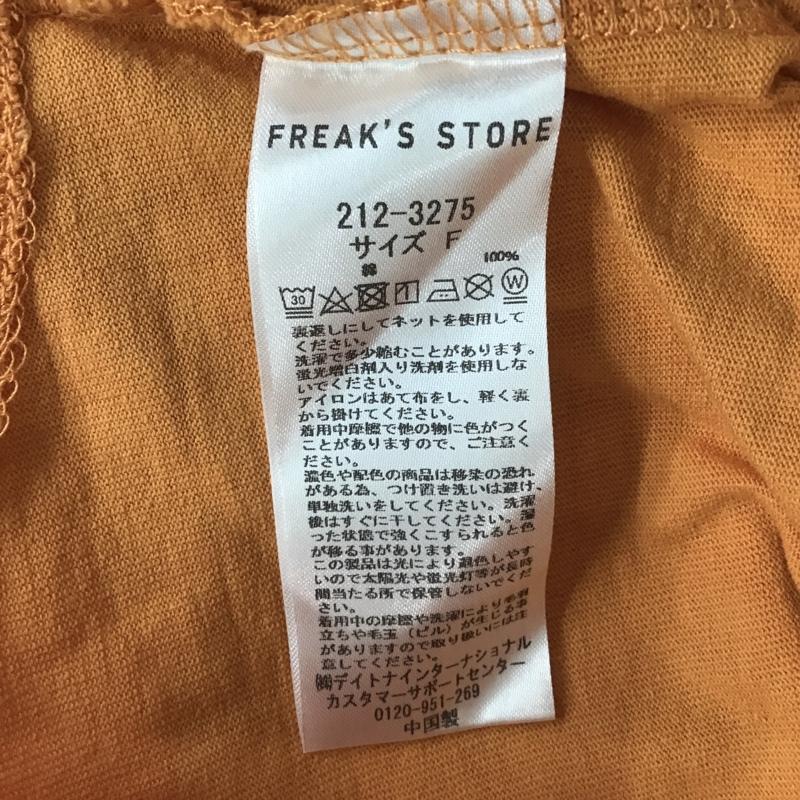 FREAK'S STORE
212-3275
サイズ F
綿 100%
30 W
裏返しにしてネットを使用して
ください。
洗濯で多少縮むことがあります。
蛍光増白剤入り洗剤を使用しな
いでください。
アイロンはあて布をし、軽く裏
から掛けてください。
着用中摩擦で他の物に色がつく
ことがありますので、ご注意く
ださい。
濃色や配色の商品は移染の恐れ
がある為、つけ置き洗いは避け、
単独洗いをしてください。洗濯
後はすぐに干してください。湿
った状態で強くこすられると色
が移る事があります。
この製品は光により退色しやす
いので太陽光や蛍光灯等が長時
間当たる所で保管しないでくだ
さい。
着用中の摩擦や洗濯により毛羽
立ちや毛玉（ピル）が生じる事
がありますので取り扱いには注
意してください。
㈱デイトナインターナショナル
カスタマーサポートセンター
0120-951-269
中国製